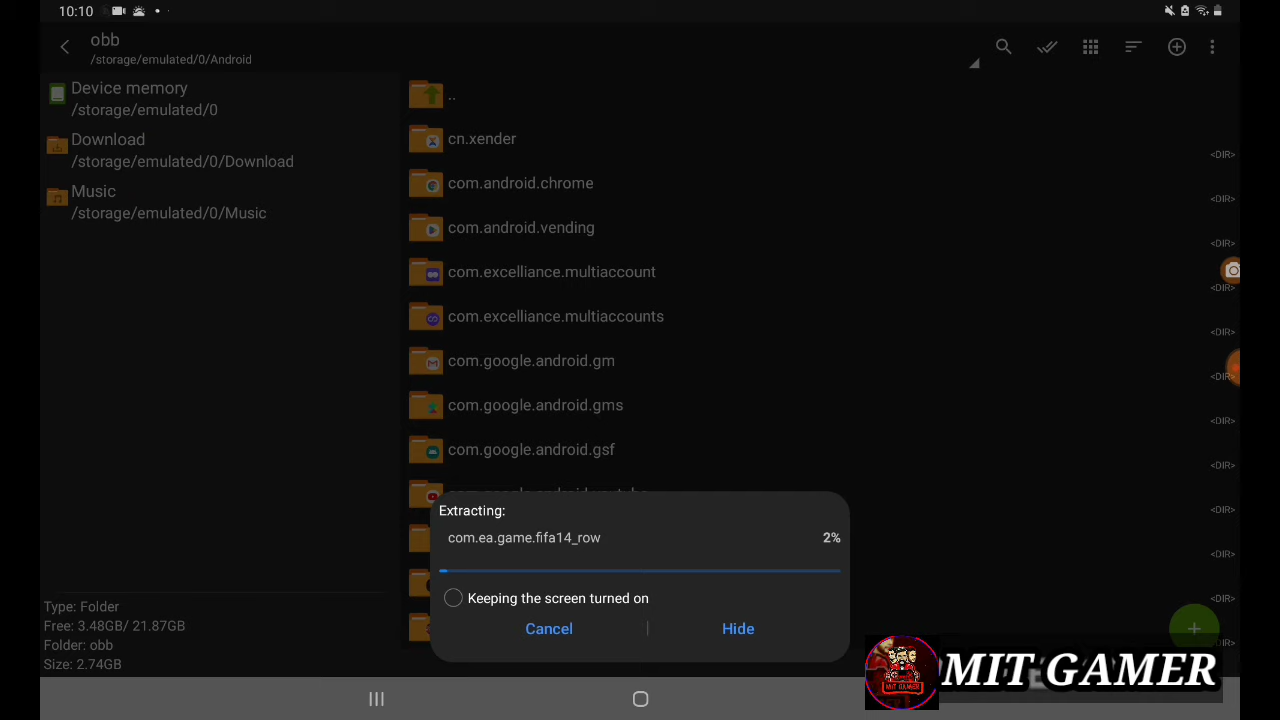 10:10
obb
/storage/emulated/0/Android
Device memory
/storage/emulated/0
Download
/storage/emulated/0/Download
Music
/storage/emulated/0/Music
..
cn.xender
<DIR>
com.android.chrome
<DIR>
com.android.vending
<DIR>
com.excelliance.multiaccount
<DIR>
com.excelliance.multiaccounts
<DIR>
com.google.android.gm
<DIR>
com.google.android.gms
<DIR>
com.google.android.gsf
<DIR>
<DIR>
<DIR>
<DIR>
<DIR>
Extracting:
com.ea.game.fifa14_row 2%
Keeping the screen turned on
Cancel | Hide
Type: Folder
Free: 3.48GB/ 21.87GB
Folder: obb
Size: 2.74GB
MIT GAMER
MIT GAMER